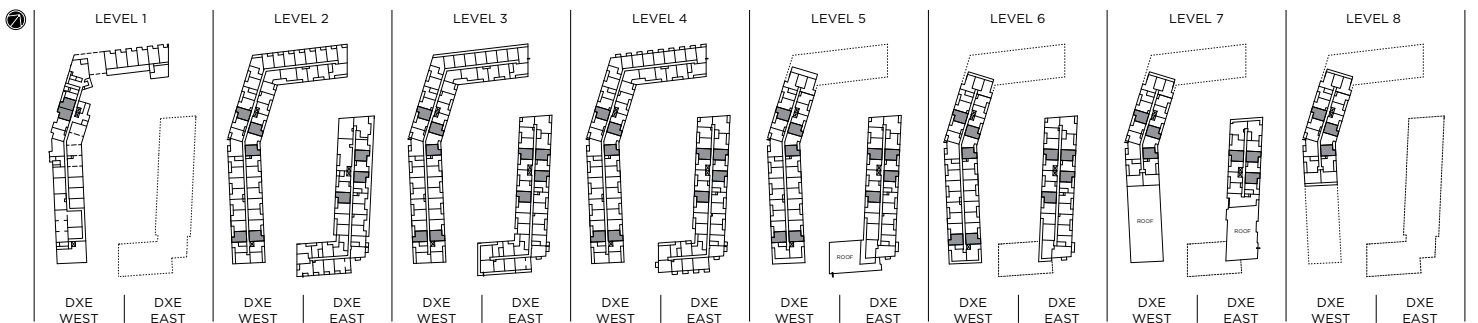 LEVEL 1
LEVEL 2
LEVEL 3
LEVEL 4
LEVEL 5
LEVEL 6
LEVEL 7
LEVEL 8
ROOF
ROOF
ROOF
DXE WEST
DXE EAST
DXE WEST
DXE EAST
DXE WEST
DXE EAST
DXE WEST
DXE EAST
DXE WEST
DXE EAST
DXE WEST
DXE EAST
DXE WEST
DXE EAST
DXE WEST
DXE EAST